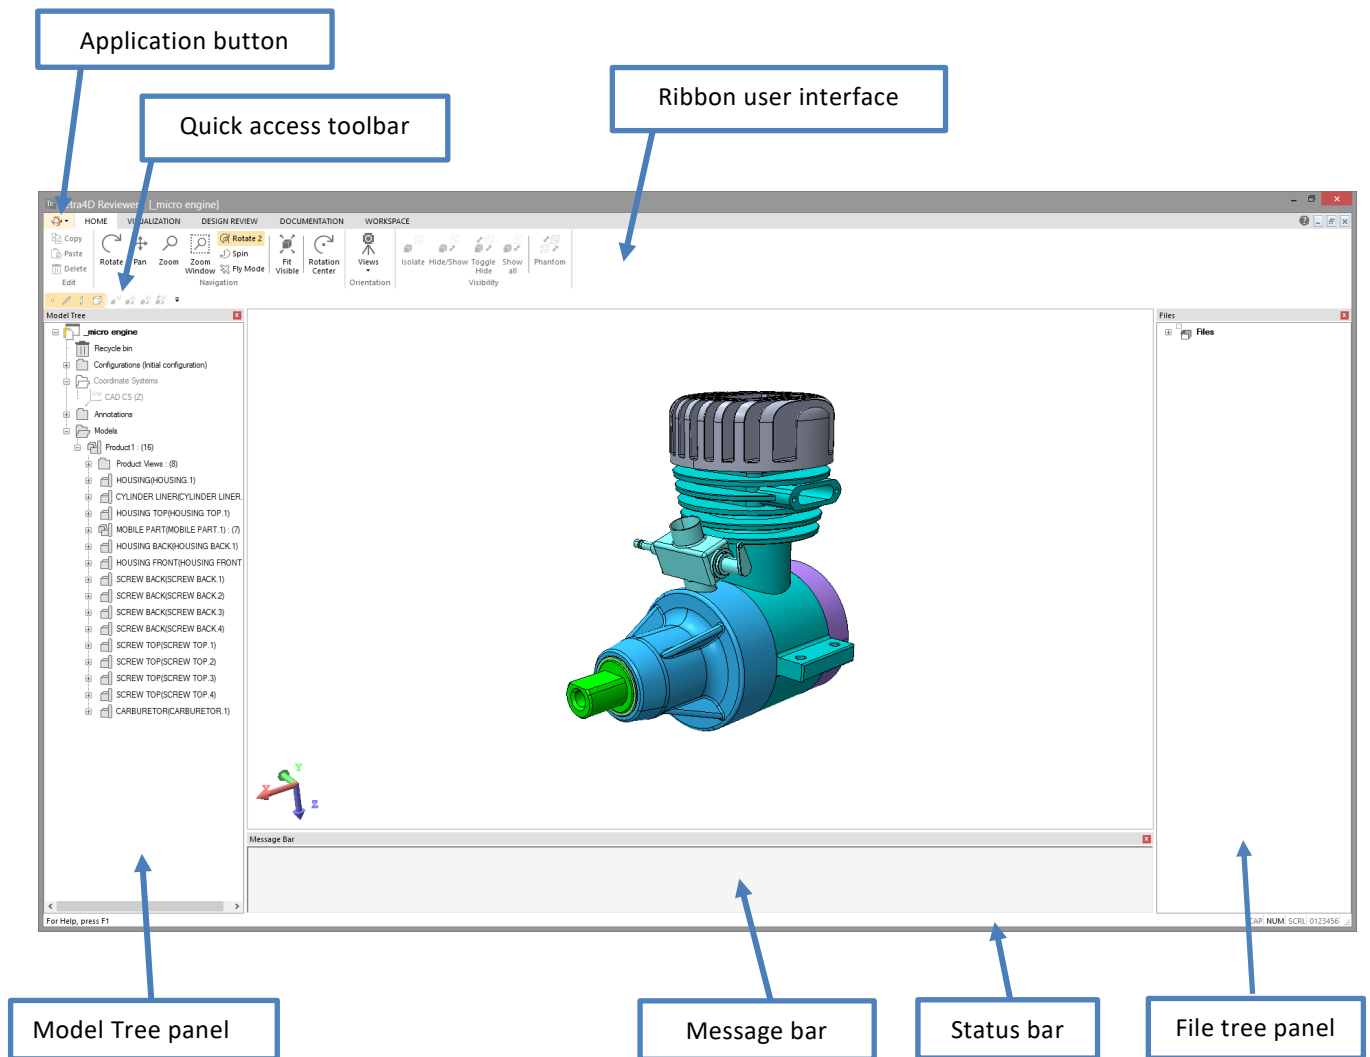 Application button
Quick access toolbar
Ribbon user interface
Tetra4D Reviewer - [_micro engine]
HOME VISUALIZATION DESIGN REVIEW DOCUMENTATION WORKSPACE
Copy
Paste
Delete
Edit
Rotate
Pan
Zoom
Zoom
Window
Rotate 2
Spin
Fly Mode
Fit
Visible
Rotation
Center
Navigation
Views
Orientation
Isolate
Hide/Show
Toggle
Hide
Show
all
Phantom
Visibility
Model Tree
_micro engine
Recycle bin
Configurations (Initial configuration)
Coordinate Systems
CAD CS (Z)
Annotations
Models
Product1 : (16)
Product Views : (8)
HOUSING(HOUSING.1)
CYLINDER LINER(CYLINDER LINER.
HOUSING TOP(HOUSING TOP.1)
MOBILE PART(MOBILE PART.1) : (7)
HOUSING BACK(HOUSING BACK.1)
HOUSING FRONT(HOUSING FRONT
SCREW BACK(SCREW BACK.1)
SCREW BACK(SCREW BACK.2)
SCREW BACK(SCREW BACK.3)
SCREW BACK(SCREW BACK.4)
SCREW TOP(SCREW TOP.1)
SCREW TOP(SCREW TOP.2)
SCREW TOP(SCREW TOP.3)
SCREW TOP(SCREW TOP.4)
CARBURETOR(CARBURETOR.1)
X
Y
Z
Files
Files
Message Bar
For Help, press F1
CAP NUM SCRL 0123456
Model Tree panel
Message bar
Status bar
File tree panel